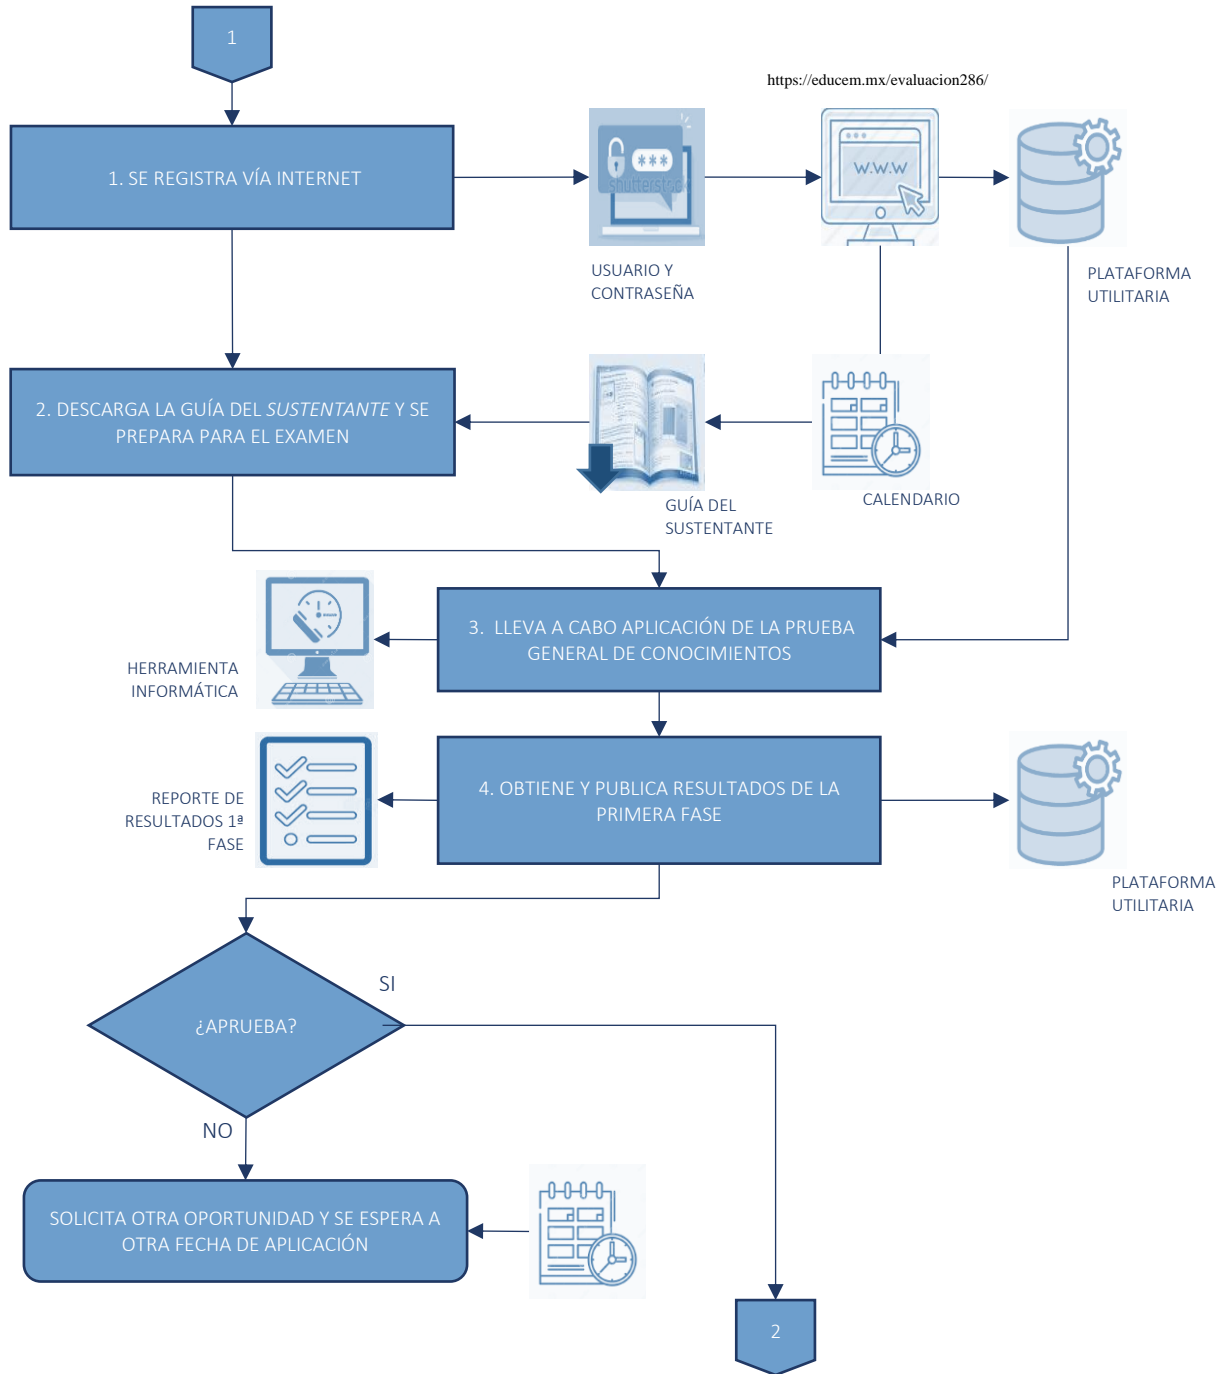 1
https://educem.mx/evaluacion286/
1. SE REGISTRA VÍA INTERNET
***
shutterstock
W.W.W
USUARIO Y
CONTRASEÑA
PLATAFORMA
UTILITARIA
2. DESCARGA LA GUÍA DEL SUSTENTANTE Y SE
PREPARA PARA EL EXAMEN
GUÍA DEL
SUSTENTANTE
CALENDARIO
3. LLEVA A CABO APLICACIÓN DE LA PRUEBA
GENERAL DE CONOCIMIENTOS
HERRAMIENTA
INFORMÁTICA
4. OBTIENE Y PUBLICA RESULTADOS DE LA
PRIMERA FASE
REPORTE DE
RESULTADOS 1ª
FASE
PLATAFORMA
UTILITARIA
¿APRUEBA?
SI
NO
SOLICITA OTRA OPORTUNIDAD Y SE ESPERA A
OTRA FECHA DE APLICACIÓN
2